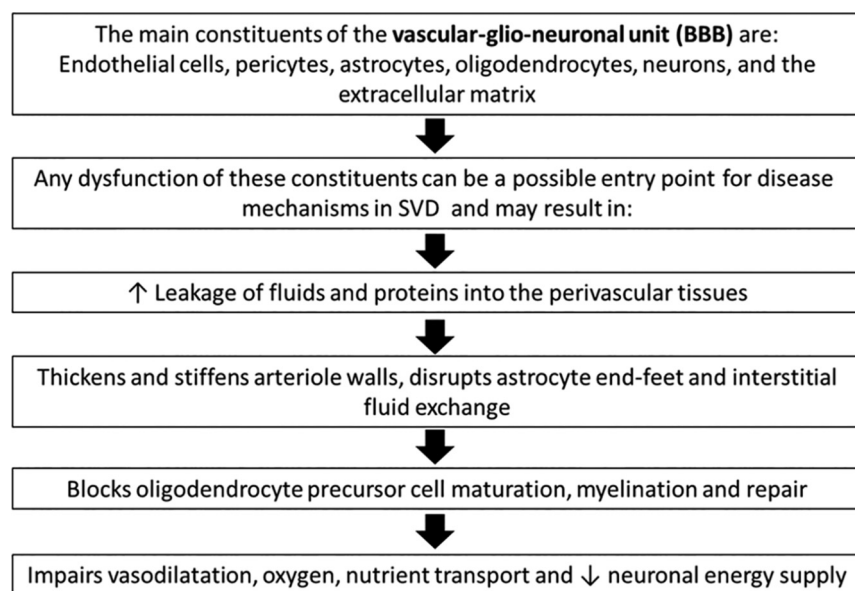 The main constituents of the vascular-glio-neuronal unit (BBB) are:
Endothelial cells, pericytes, astrocytes, oligodendrocytes, neurons, and the
extracellular matrix
Any dysfunction of these constituents can be a possible entry point for disease
mechanisms in SVD and may result in:
↑ Leakage of fluids and proteins into the perivascular tissues
Thickens and stiffens arteriole walls, disrupts astrocyte end-feet and interstitial
fluid exchange
Blocks oligodendrocyte precursor cell maturation, myelination and repair
Impairs vasodilatation, oxygen, nutrient transport and ↓ neuronal energy supply